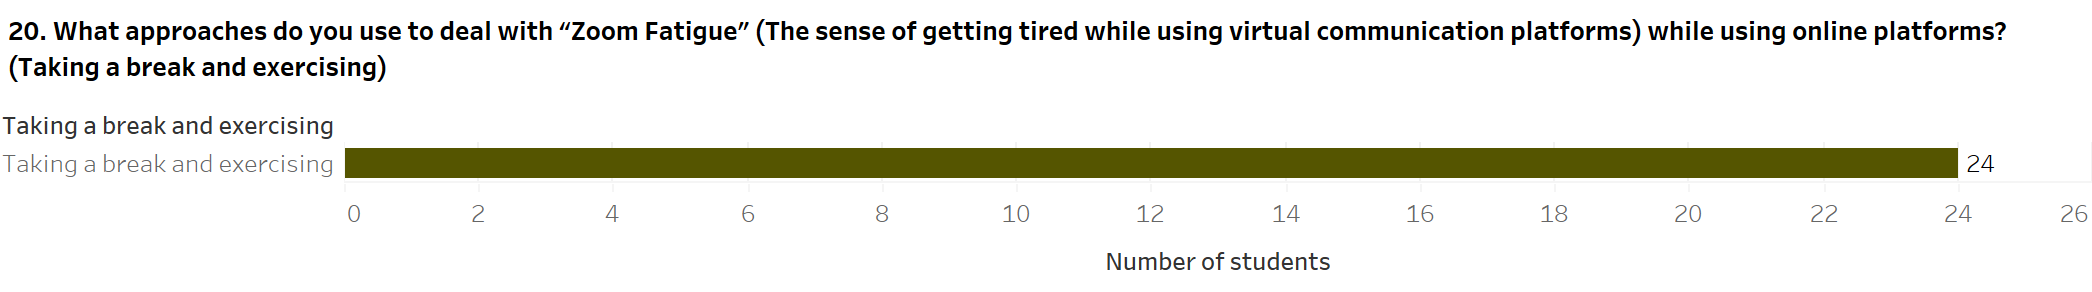 20. What approaches do you use to deal with “Zoom Fatigue” (The sense of getting tired while using virtual communication platforms) while using online platforms?
(Taking a break and exercising)
Taking a break and exercising
Taking a break and exercising 24
0 2 4 6 8 10 12 14 16 18 20 22 24 26
Number of students